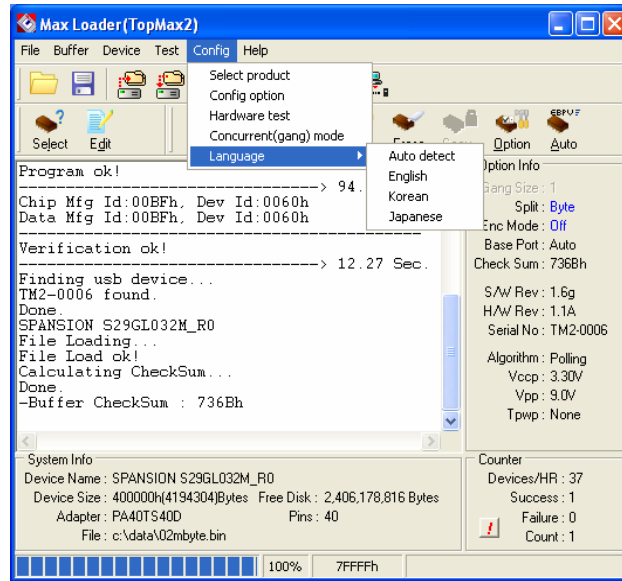 Max Loader(TopMax2)
File Buffer Device Test Config Help
Select product
Config option
Hardware test
Concurrent(gang) mode
Language
Auto detect
English
Korean
Japanese
Select Edit Option Auto
Program ok!
--------------------------------> 94.
Chip Mfg Id:00BFh, Dev Id:0060h
Data Mfg Id:00BFh, Dev Id:0060h
Verification ok!
--------------------------------> 12.27 Sec.
Finding usb device...
TM2-0006 found.
Done.
SPANSION S29GL032M_R0
File Loading...
File Load ok!
Calculating CheckSum...
Done.
-Buffer CheckSum : 736Bh
Option Info
Gang Size : 1
Split : Byte
Enc Mode : Off
Base Port : Auto
Check Sum : 736Bh
S/W Rev : 1.6g
H/W Rev : 1.1A
Serial No : TM2-0006
Algorithm : Polling
Vccp : 3.30V
Vpp : 9.0V
Tpwp : None
System Info
Device Name : SPANSION S29GL032M_R0
Device Size : 400000h(4194304)Bytes Free Disk : 2,406,178,816 Bytes
Adapter : PA40TS40D Pins : 40
File : c:\data\02mbyte.bin
Counter
Devices/HR : 37
Success : 1
Failure : 0
Count : 1
100% 7FFFFh